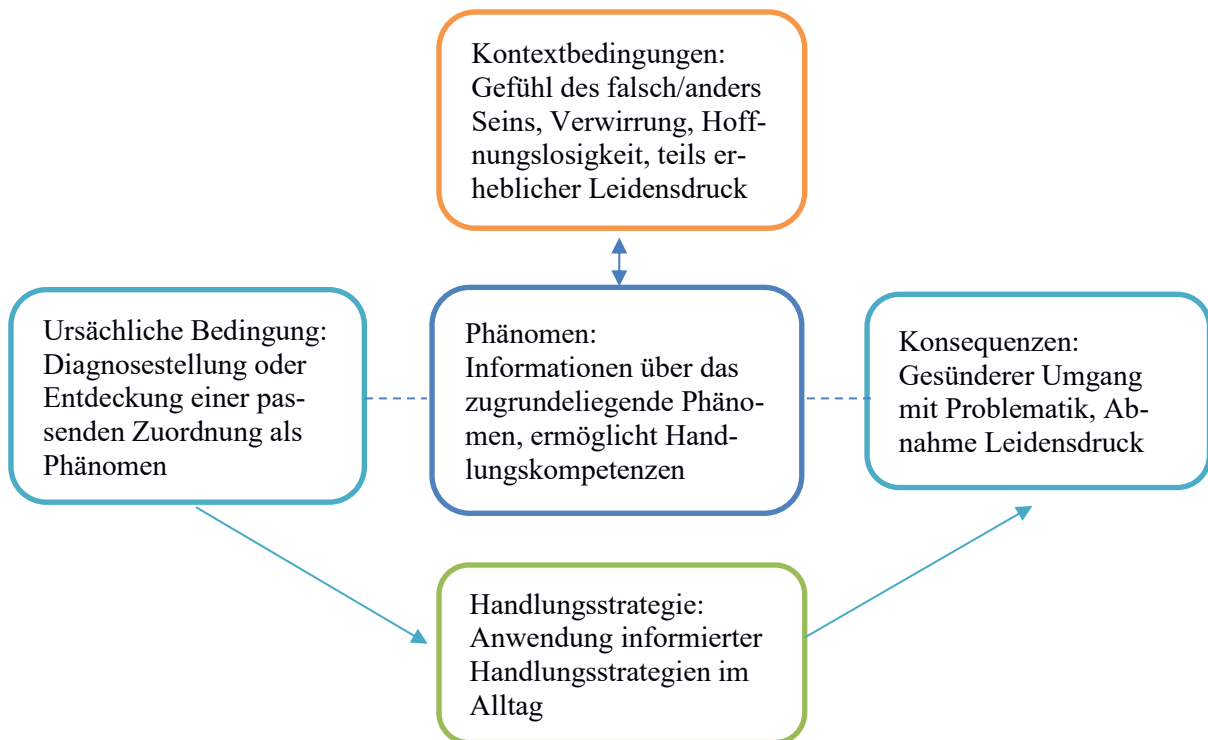 Kontextbedingungen:
Gefühl des falsch/anders
Seins, Verwirrung, Hoff-
nungslosigkeit, teils er-
heblicher Leidensdruck
Ursächliche Bedingung:
Diagnosestellung oder
Entdeckung einer pas-
senden Zuordnung als
Phänomen
Phänomen:
Informationen über das
zugrundeliegende Phäno-
men, ermöglicht Hand-
lungskompetenzen
Konsequenzen:
Gesünderer Umgang
mit Problematik, Ab-
nahme Leidensdruck
Handlungsstrategie:
Anwendung informierter
Handlungsstrategien im
Alltag